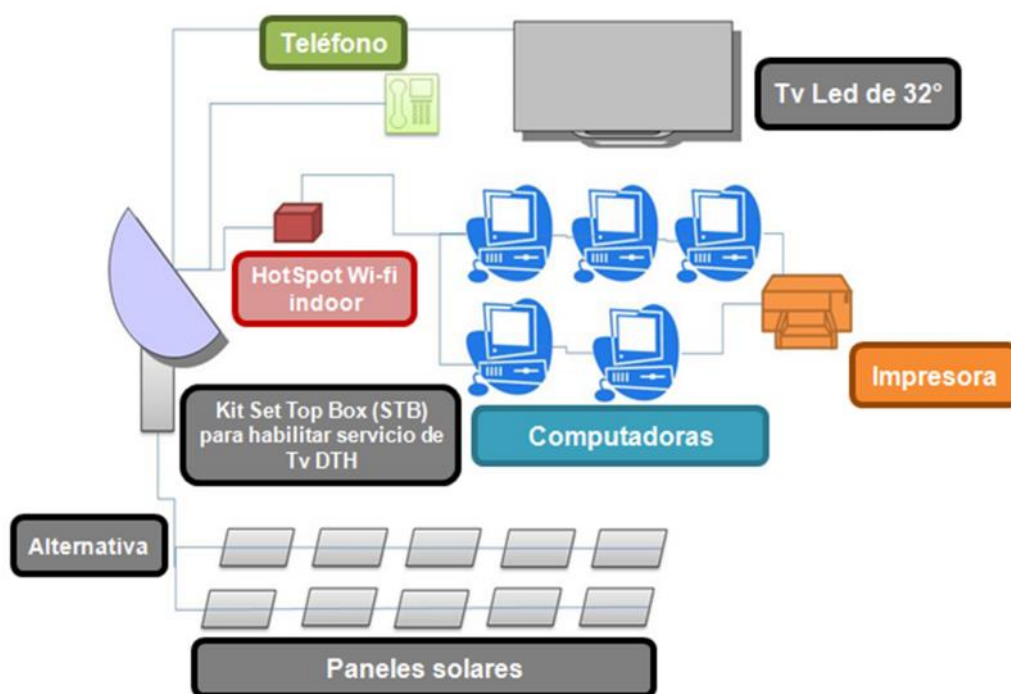 Teléfono
Tv Led de 32°
HotSpot Wi-fi
indoor
Impresora
Kit Set Top Box (STB)
para habilitar servicio de
Tv DTH
Computadoras
Alternativa
Paneles solares